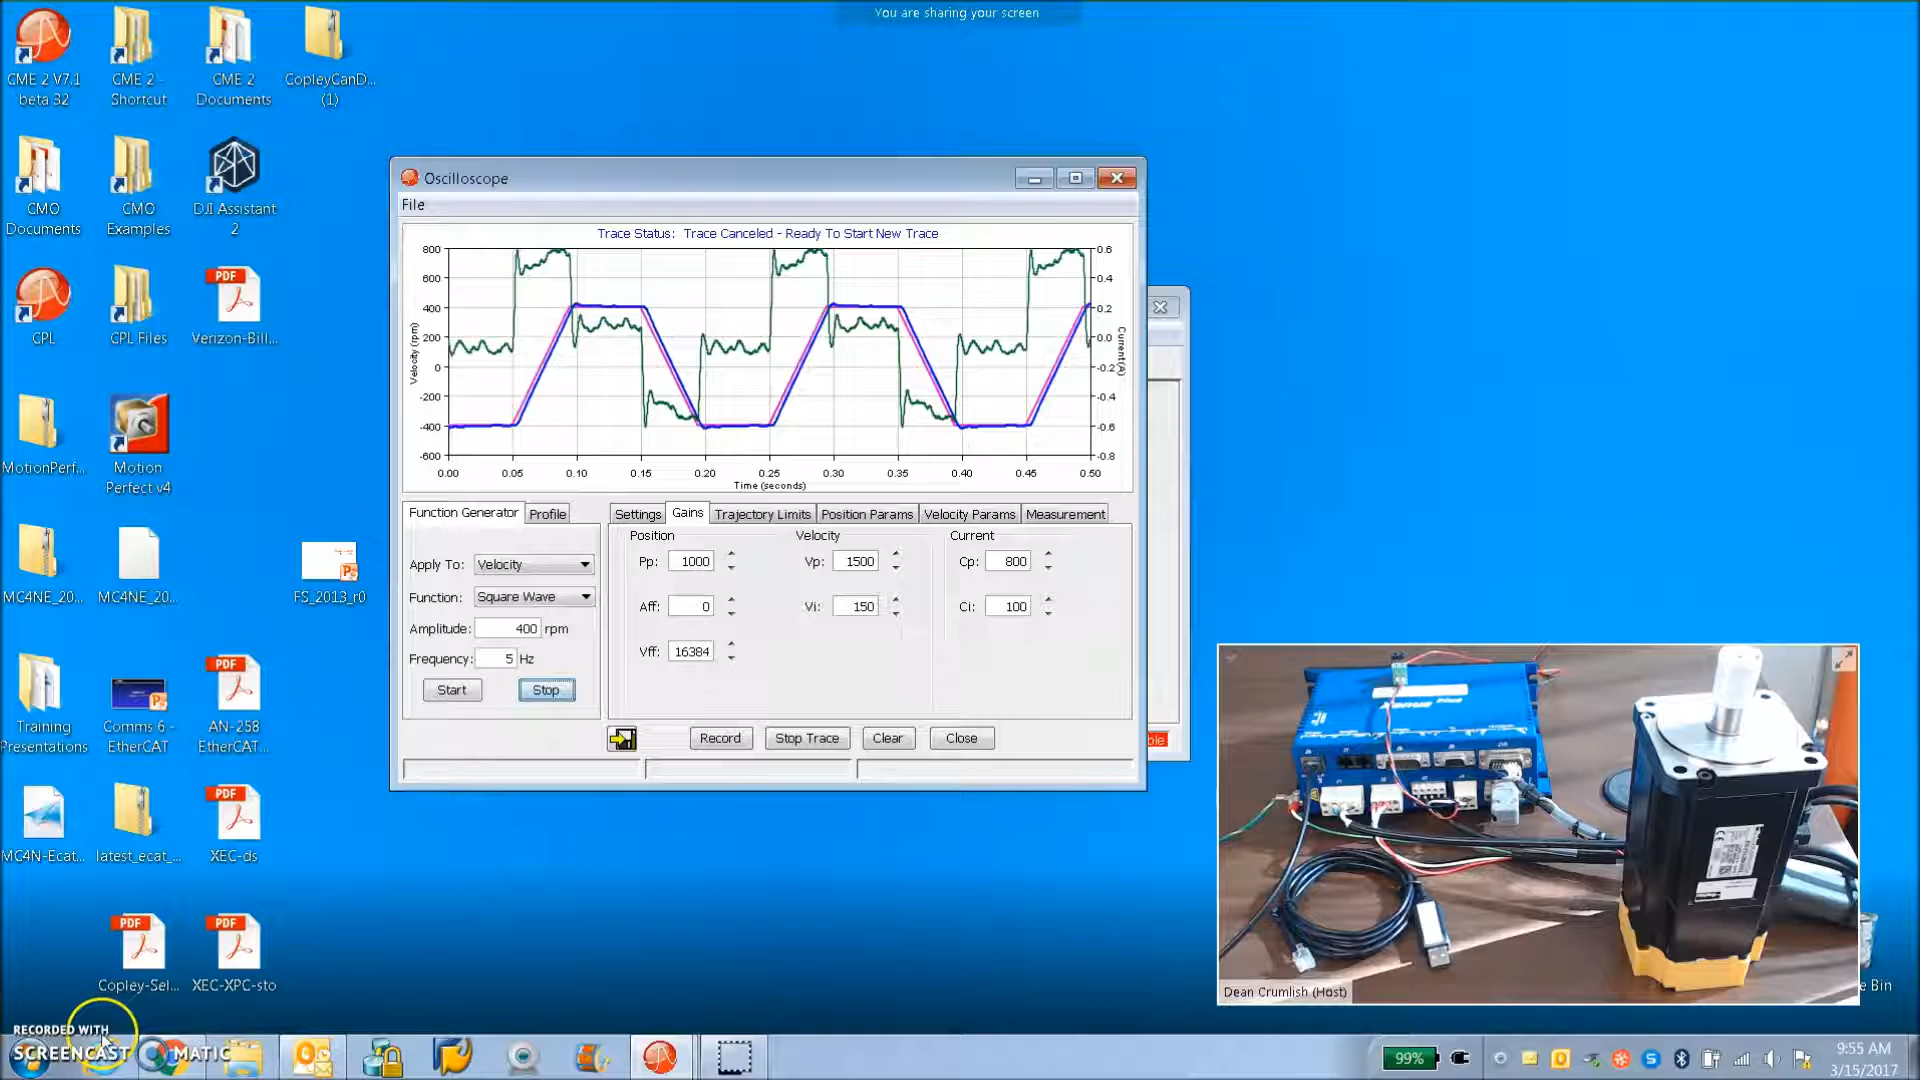 You are sharing your screen
CME 2 V7.1 beta 32
CME 2 - Shortcut
CME 2 Documents
CopleyCanD... (1)
CMO Documents
CMO Examples
DJI Assistant 2
CPL
CPL Files
PDF
Verizon-Bill...
MotionPerf...
Motion Perfect v4
MC4NE_20...
MC4NE_20...
FS_2013_r0
Training Presentations
Comms 6 - EtherCAT
PDF
AN-258 EtherCAT...
MC4N-Ecat...
latest_ecat_...
PDF
XEC-ds
PDF
Copley-Sel...
PDF
XEC-XPC-sto
Oscilloscope
File
Trace Status: Trace Canceled - Ready To Start New Trace
800
600
400
200
0
-200
-400
-600
Velocity (rpm)
0.6
0.4
0.2
0.0
-0.2
-0.4
-0.6
-0.8
Current(A)
0.00 0.05 0.10 0.15 0.20 0.25 0.30 0.35 0.40 0.45 0.50
Time (seconds)
Function Generator Profile
Apply To: Velocity
Function: Square Wave
Amplitude: 400 rpm
Frequency: 5 Hz
Start Stop
Settings Gains Trajectory Limits Position Params Velocity Params Measurement
Position Velocity Current
Pp: 1000 Vp: 1500 Cp: 800
Aff: 0 Vi: 150 Ci: 100
Vff: 16384
Record Stop Trace Clear Close
ble
Dean Crumlish (Host)
e Bin
RECORDED WITH
SCREENCAST MATIC
99%
9:55 AM
3/15/2017